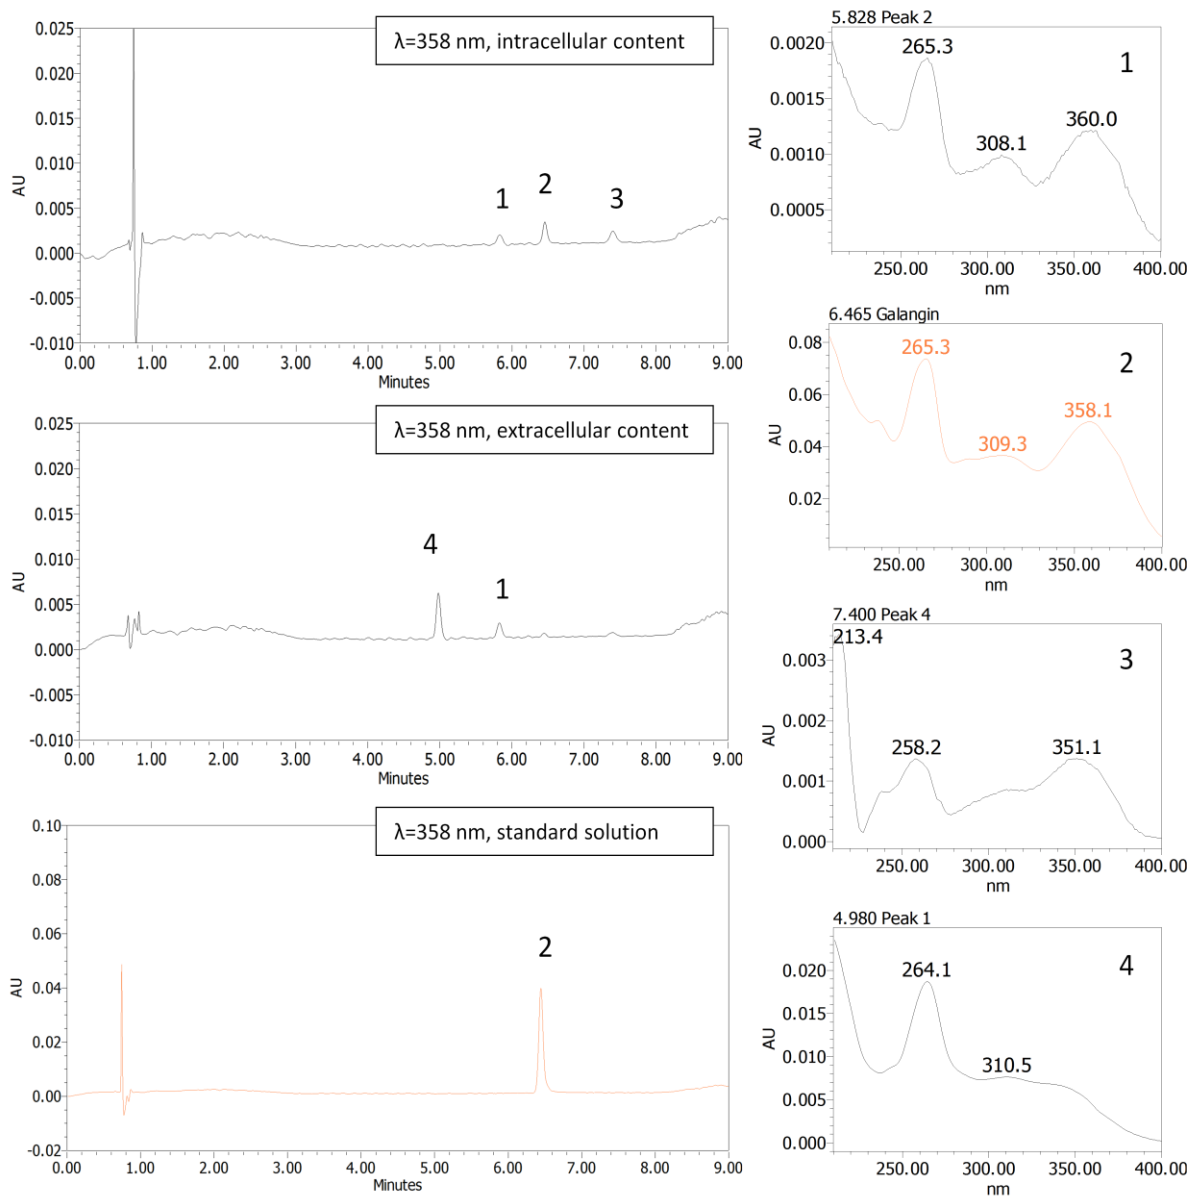 λ=358 nm, intracellular content
0.025
0.020
0.015
0.010
0.005
0.000
-0.005
-0.010
AU
1
2
3
0.00 1.00 2.00 3.00 4.00 5.00 6.00 7.00 8.00 9.00
Minutes
λ=358 nm, extracellular content
0.025
0.020
0.015
0.010
0.005
0.000
-0.005
-0.010
AU
4
1
0.00 1.00 2.00 3.00 4.00 5.00 6.00 7.00 8.00 9.00
Minutes
λ=358 nm, standard solution
0.10
0.08
0.06
0.04
0.02
0.00
-0.02
AU
2
0.00 1.00 2.00 3.00 4.00 5.00 6.00 7.00 8.00 9.00
Minutes
5.828 Peak 2
1
265.3
308.1
360.0
0.0020
0.0015
0.0010
0.0005
AU
250.00 300.00 350.00 400.00
nm
6.465 Galangin
2
265.3
309.3
358.1
0.08
0.06
0.04
0.02
AU
250.00 300.00 350.00 400.00
nm
7.400 Peak 4
213.4
3
258.2
351.1
0.003
0.002
0.001
0.000
AU
250.00 300.00 350.00 400.00
nm
4.980 Peak 1
4
264.1
310.5
0.020
0.015
0.010
0.005
0.000
AU
250.00 300.00 350.00 400.00
nm